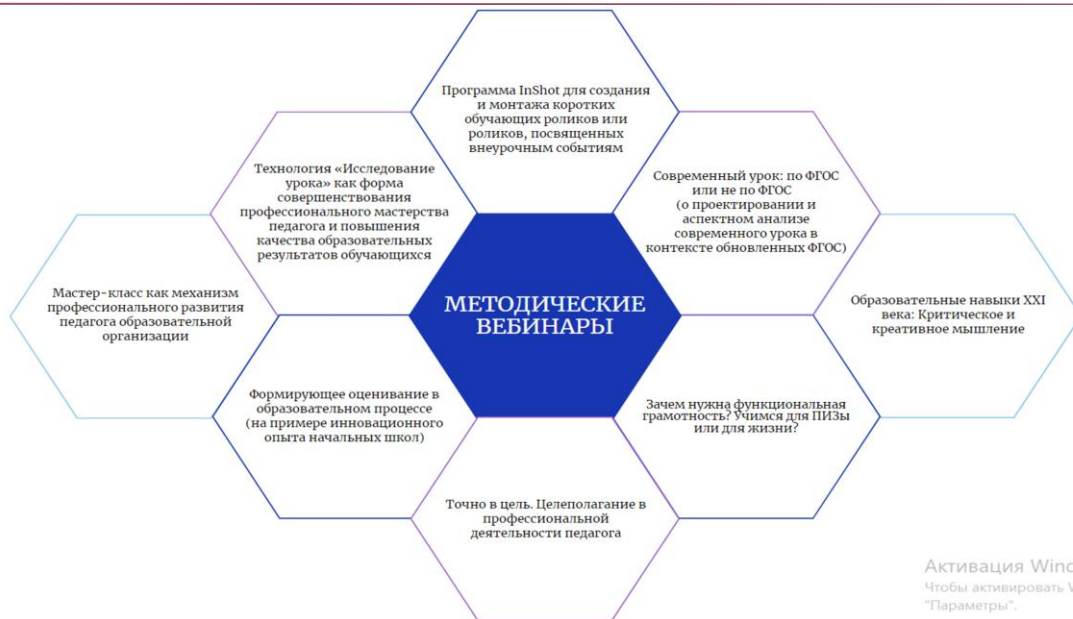 Программа InShot для создания
и монтажа коротких
обучающих роликов или
роликов, посвященных
внеурочным событиям
Технология «Исследование
урока» как форма
совершенствования
профессионального мастерства
педагога и повышения
качества образовательных
результатов обучающихся
Современный урок: по ФГОС
или не по ФГОС
(о проектировании и
аспектном анализе
современного урока в
контексте обновленных ФГОС)
Мастер-класс как механизм
профессионального развития
педагога образовательной
организации
МЕТОДИЧЕСКИЕ
ВЕБИНАРЫ
Образовательные навыки XXI
века: Критическое и
креативное мышление
Формирующее оценивание в
образовательном процессе
(на примере инновационного
опыта начальных школ)
Зачем нужна функциональная
грамотность? Учимся для ПИЗы
или для жизни?
Точно в цель. Целеполагание в
профессиональной
деятельности педагога
Активация Wind
Чтобы активировать W
"Параметры".